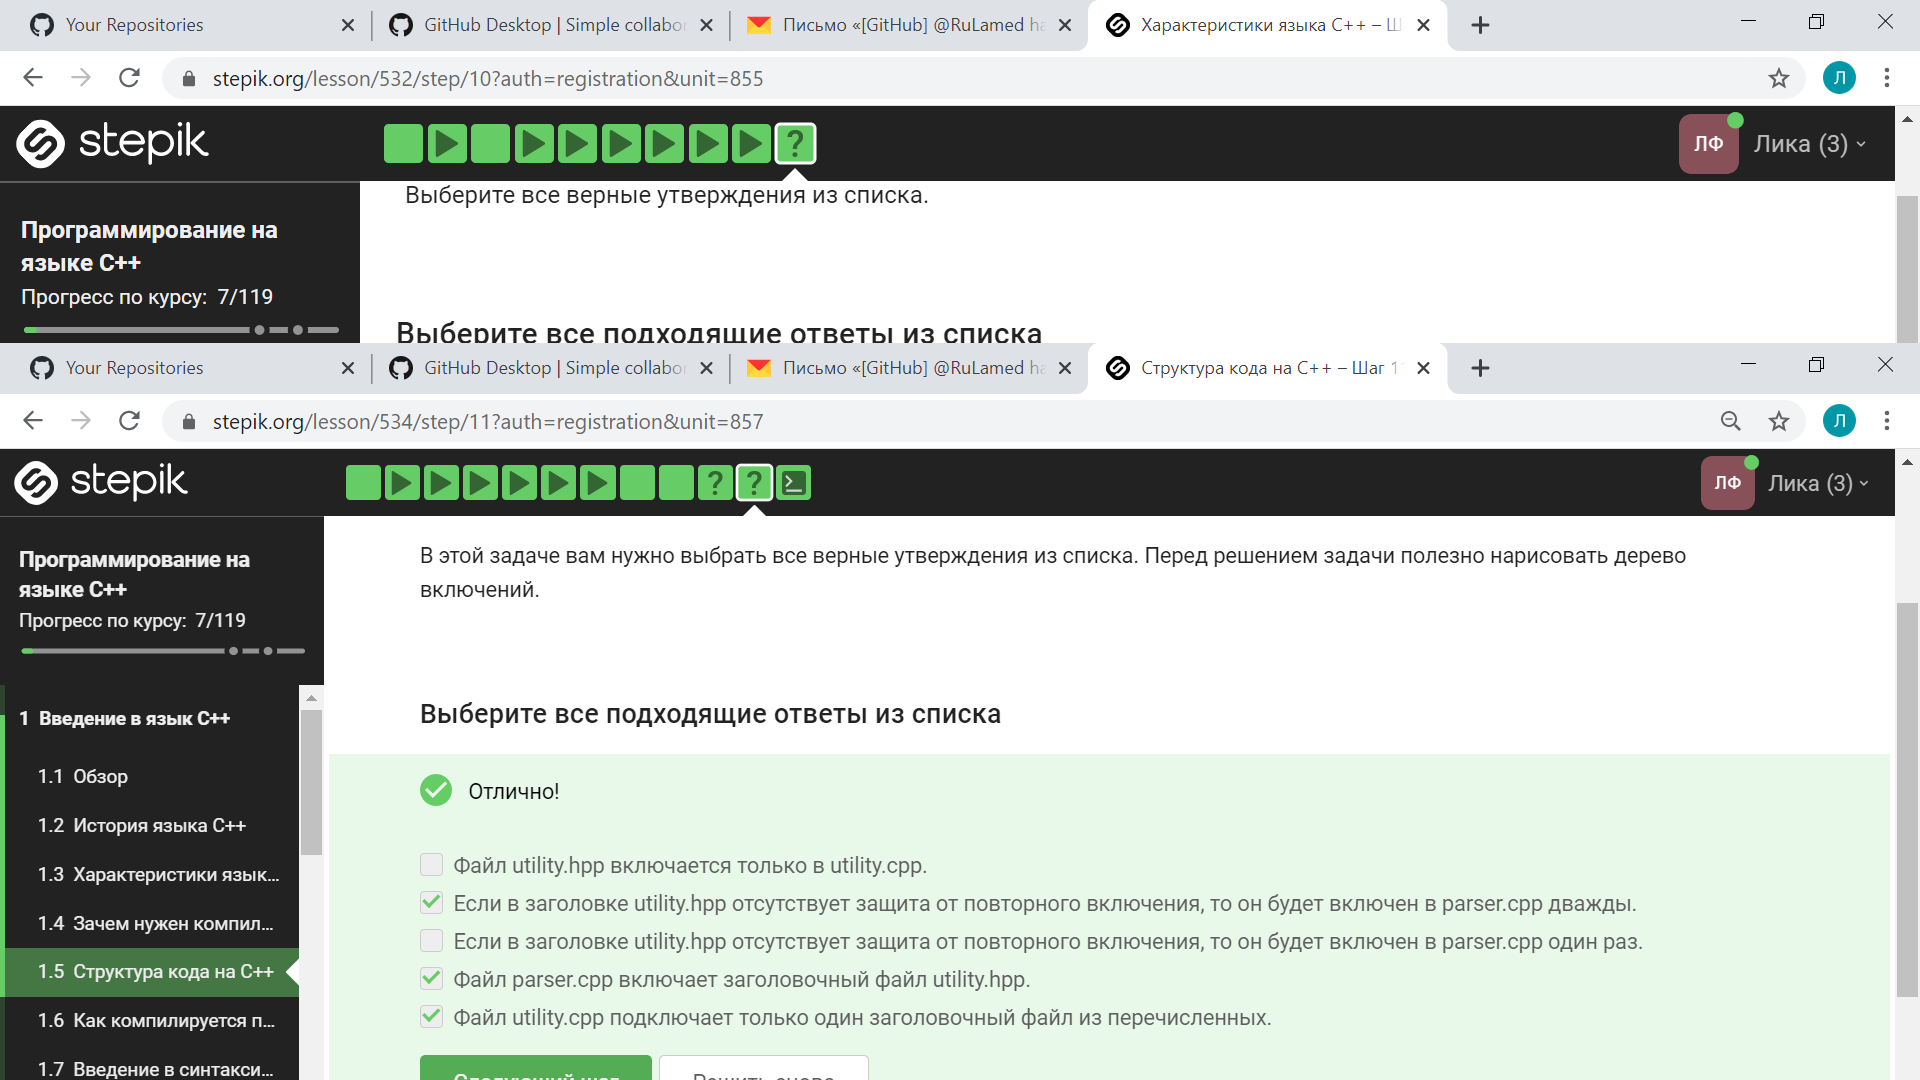 Your Repositories
GitHub Desktop | Simple collabor
Письмо «[GitHub] @RuLamed ha
Характеристики языка C++ – Ш
stepik.org/lesson/532/step/10?auth=registration&unit=855
Л
stepik
?
ЛФ
Лика (3)
Программирование на
языке C++
Прогресс по курсу: 7/119
Выберите все верные утверждения из списка.
Выберите все подходящие ответы из списка
Your Repositories
GitHub Desktop | Simple collabor
Письмо «[GitHub] @RuLamed ha
Структура кода на C++ – Шаг 1
stepik.org/lesson/534/step/11?auth=registration&unit=857
Л
stepik
? ?
ЛФ
Лика (3)
Программирование на
языке C++
Прогресс по курсу: 7/119
1 Введение в язык C++
1.1 Обзор
1.2 История языка C++
1.3 Характеристики язык...
1.4 Зачем нужен компил...
1.5 Структура кода на C++
1.6 Как компилируется п...
1.7 Введение в синтакси...
В этой задаче вам нужно выбрать все верные утверждения из списка. Перед решением задачи полезно нарисовать дерево
включений.
Выберите все подходящие ответы из списка
Отлично!
Файл utility.hpp включается только в utility.cpp.
Если в заголовке utility.hpp отсутствует защита от повторного включения, то он будет включен в parser.cpp дважды.
Если в заголовке utility.hpp отсутствует защита от повторного включения, то он будет включен в parser.cpp один раз.
Файл parser.cpp включает заголовочный файл utility.hpp.
Файл utility.cpp подключает только один заголовочный файл из перечисленных.
Следующий шаг
Решить снова